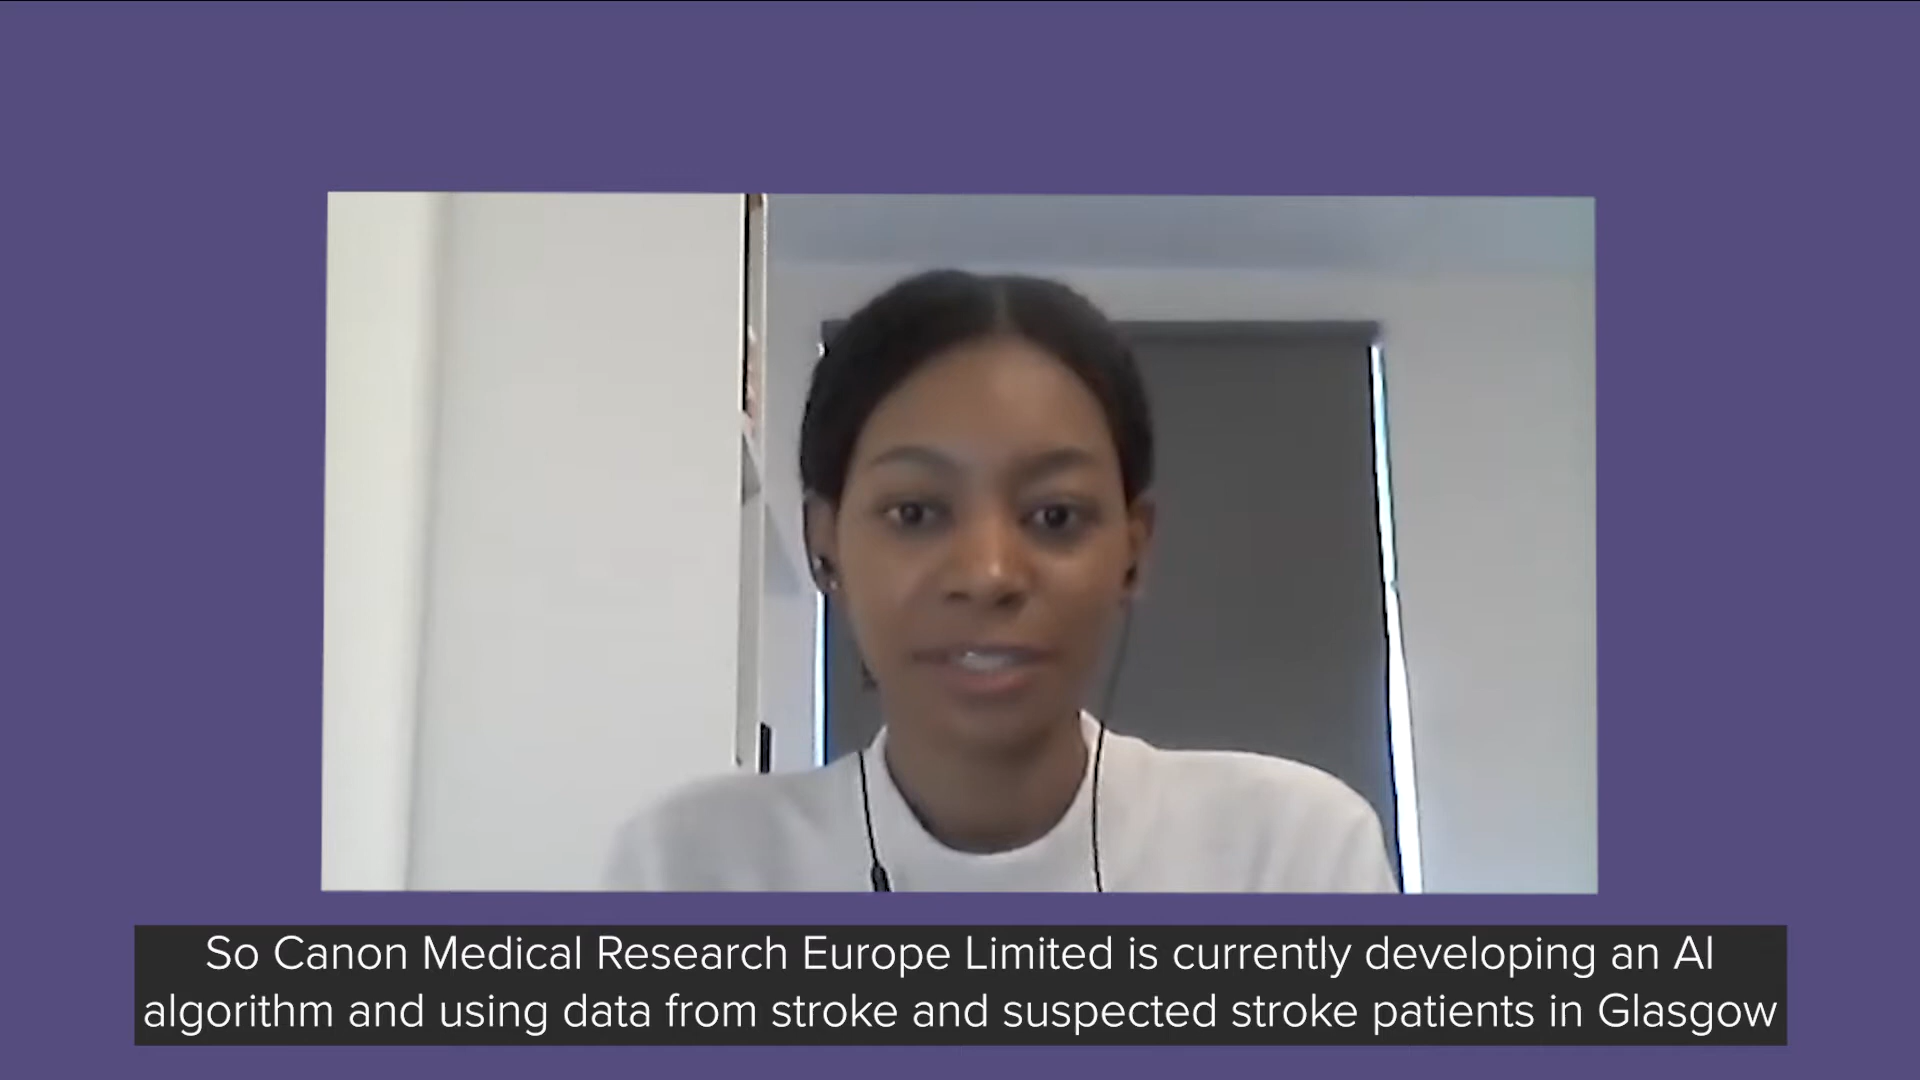 So Canon Medical Research Europe Limited is currently developing an AI
algorithm and using data from stroke and suspected stroke patients in Glasgow